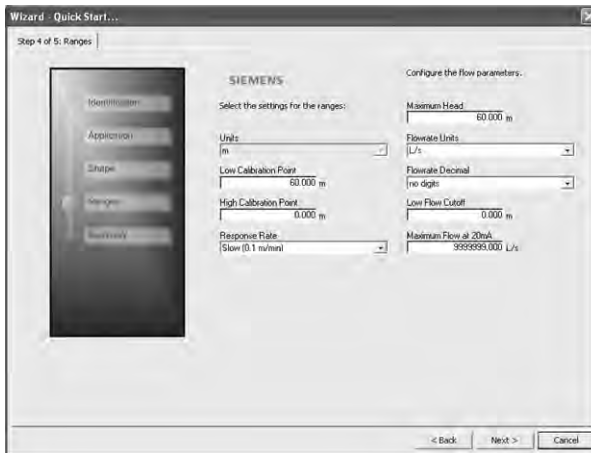 Wizard - Quick Start...
Step 4 of 5: Ranges
Identification
Application
Shape
Ranges
Summary
SIEMENS
Select the settings for the ranges:
Units
m
Low Calibration Point
60.000 m
High Calibration Point
0.000 m
Response Rate
Slow (0.1 m/min)
Configure the flow parameters.
Maximum Head
60.000 m
Flowrate Units
L/s
Flowrate Decimal
no digits
Low Flow Cutoff
0.000 m
Maximum Flow at 20mA
9999999.000 L/s
< Back
Next >
Cancel